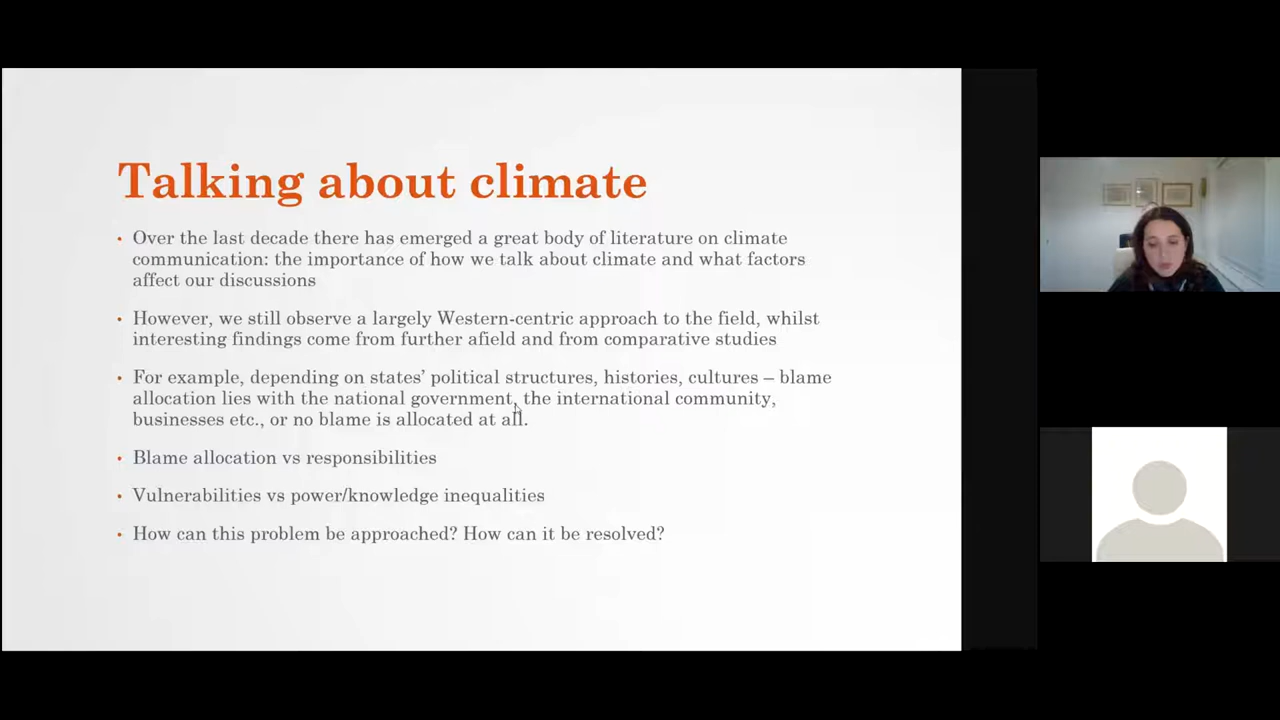 Talking about climate
• Over the last decade there has emerged a great body of literature on climate
communication: the importance of how we talk about climate and what factors
affect our discussions
• However, we still observe a largely Western-centric approach to the field, whilst
interesting findings come from further afield and from comparative studies
• For example, depending on states’ political structures, histories, cultures – blame
allocation lies with the national government, the international community,
businesses etc., or no blame is allocated at all.
• Blame allocation vs responsibilities
• Vulnerabilities vs power/knowledge inequalities
• How can this problem be approached? How can it be resolved?